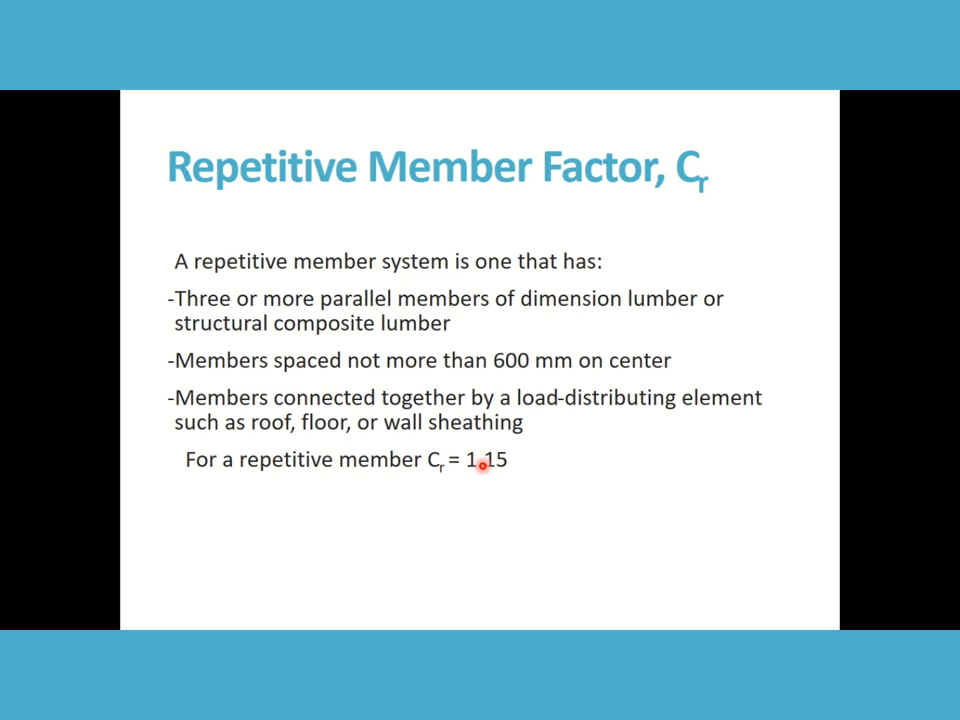 Repetitive Member Factor, Cr
A repetitive member system is one that has:
-Three or more parallel members of dimension lumber or
structural composite lumber
-Members spaced not more than 600 mm on center
-Members connected together by a load-distributing element
such as roof, floor, or wall sheathing
For a repetitive member Cr = 1.15